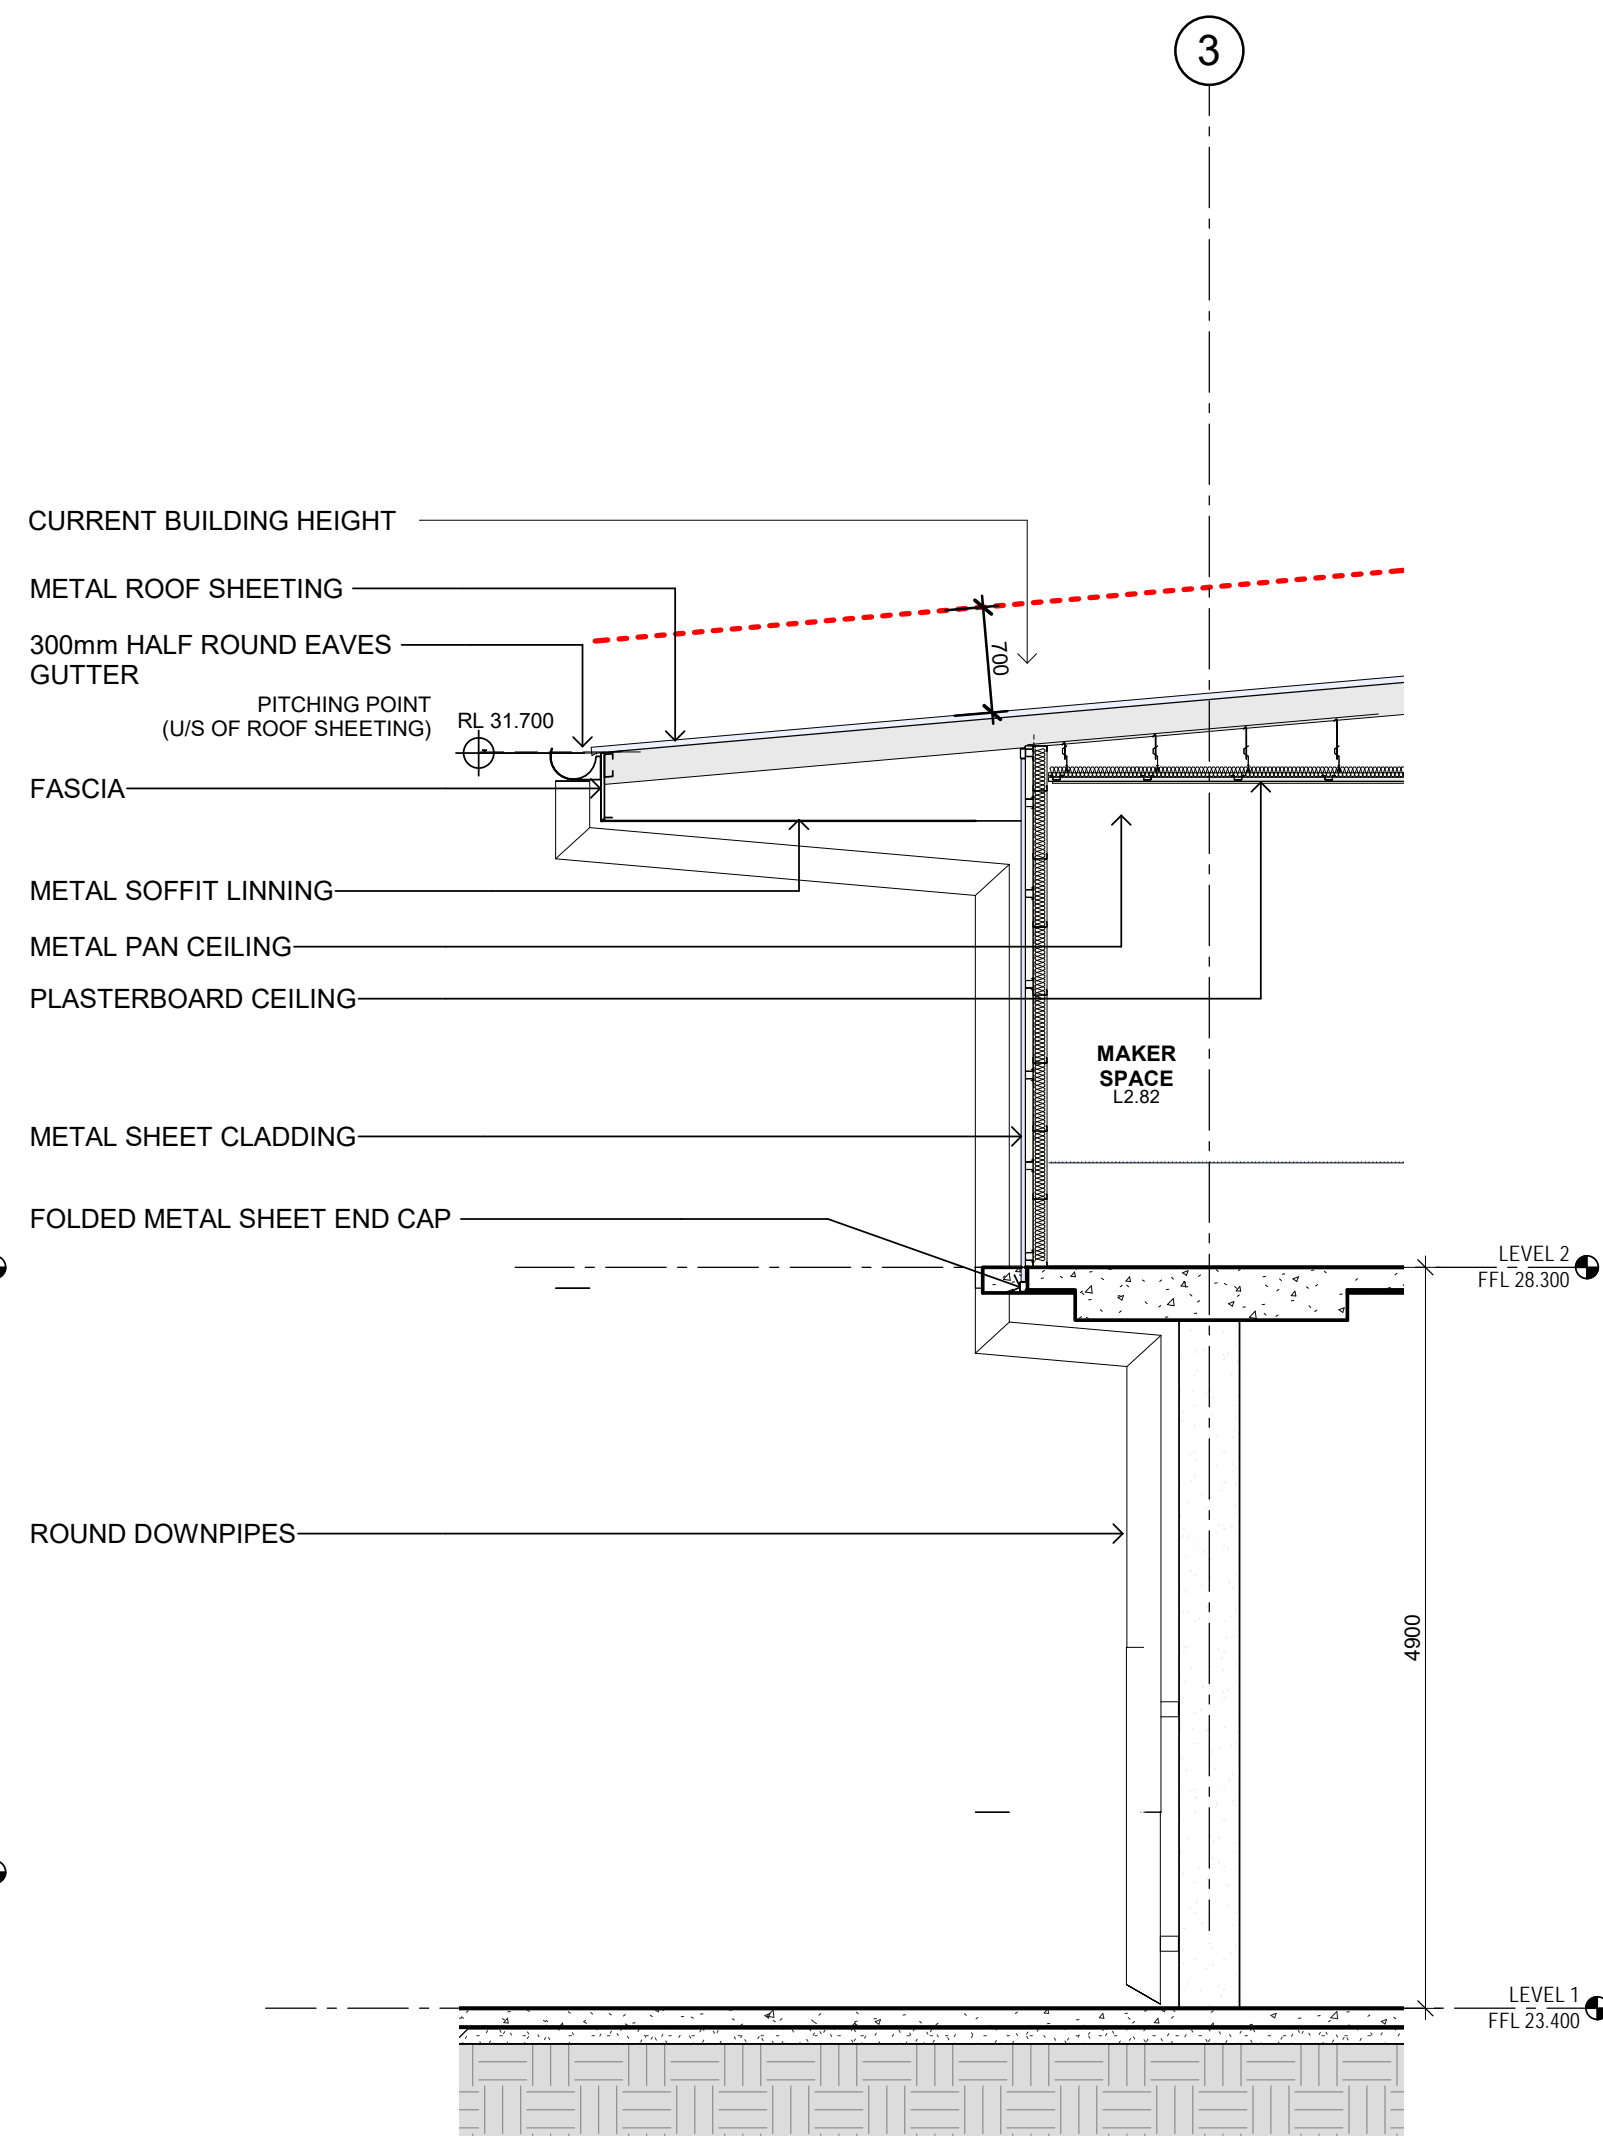 3
CURRENT BUILDING HEIGHT
METAL ROOF SHEETING
300mm HALF ROUND EAVES
GUTTER
700
PITCHING POINT
(U/S OF ROOF SHEETING)
RL 31.700
FASCIA
METAL SOFFIT LINNING
METAL PAN CEILING
PLASTERBOARD CEILING
MAKER
SPACE
L2.82
METAL SHEET CLADDING
FOLDED METAL SHEET END CAP
LEVEL 2
FFL 28.300
ROUND DOWNPIPES
4900
LEVEL 1
FFL 23.400